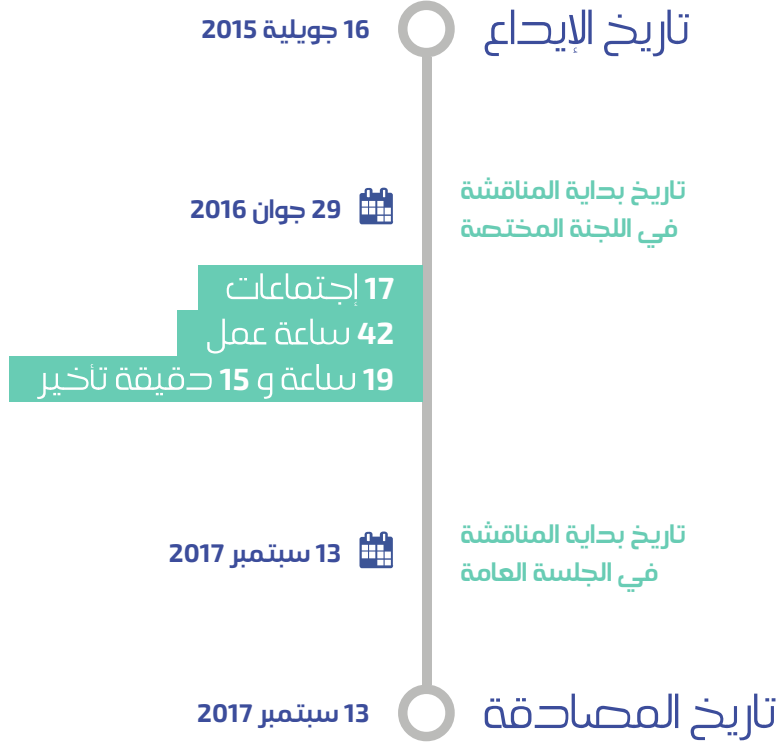 تاريخ الإيداع
16 جويلية 2015
تاريخ بداية المناقشة
في اللجنة المختصة
29 جوان 2016
17 إجتماعات
42 ساعة عمل
19 ساعة و 15 دقيقة تأخير
تاريخ بداية المناقشة
في الجلسة العامة
13 سبتمبر 2017
تاريخ المصادقة
13 سبتمبر 2017